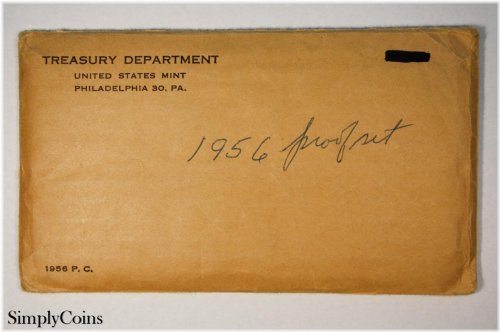 TREASURY DEPARTMENT
UNITED STATES MINT
PHILADELPHIA 30, PA.
1956 proof set
1956 P. C.
SimplyCoins